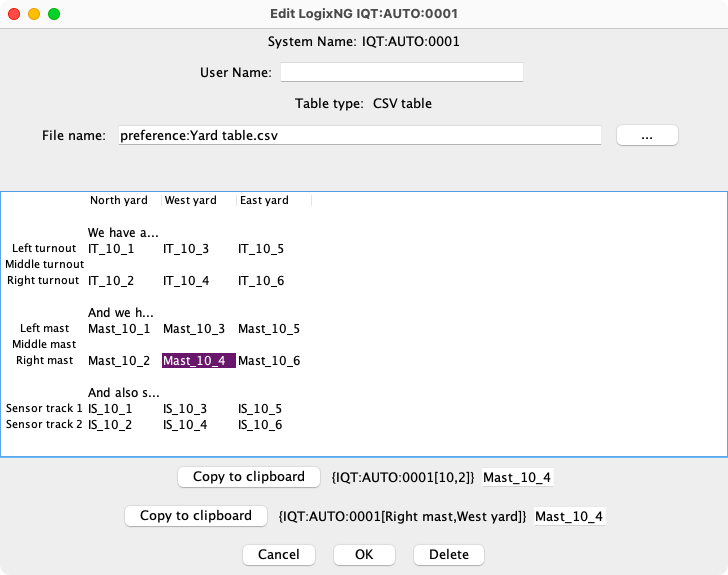 Edit LogixNG IQT:AUTO:0001
System Name: IQT:AUTO:0001
User Name:
Table type: CSV table
File name: preference:Yard table.csv ...
North yard West yard East yard
We have a...
Left turnout IT_10_1 IT_10_3 IT_10_5
Middle turnout
Right turnout IT_10_2 IT_10_4 IT_10_6
And we h...
Left mast Mast_10_1 Mast_10_3 Mast_10_5
Middle mast
Right mast Mast_10_2 Mast_10_4 Mast_10_6
And also s...
Sensor track 1 IS_10_1 IS_10_3 IS_10_5
Sensor track 2 IS_10_2 IS_10_4 IS_10_6
Copy to clipboard {IQT:AUTO:0001[10,2]} Mast_10_4
Copy to clipboard {IQT:AUTO:0001[Right mast,West yard]} Mast_10_4
Cancel OK Delete